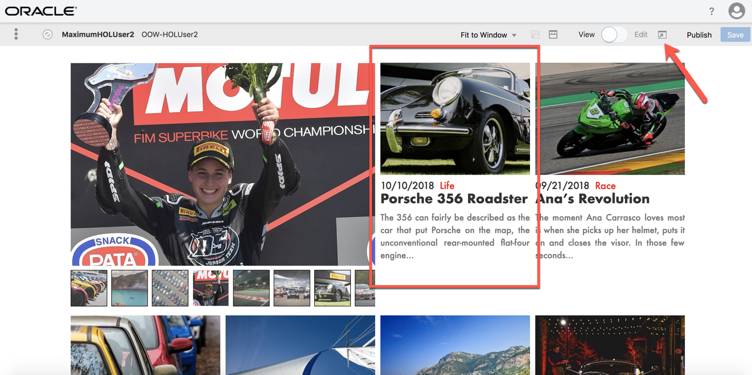 ORACLE
?
MaximumHOLUser2 OOW-HOLUser2 Fit to Window View Edit Publish Save
MOTUL
FIM SUPERBIKE WORLD CHAMPIONSHIP
PIRELLI
SNACK
PATA
10/10/2018 Life
Porsche 356 Roadster
The 356 can fairly be described as the
car that put Porsche on the map, the
unconventional rear-mounted flat-four
engine...
09/21/2018 Race
Ana's Revolution
The moment Ana Carrasco loves most
is when she picks up her helmet, puts it
on and closes the visor. In those few
seconds...